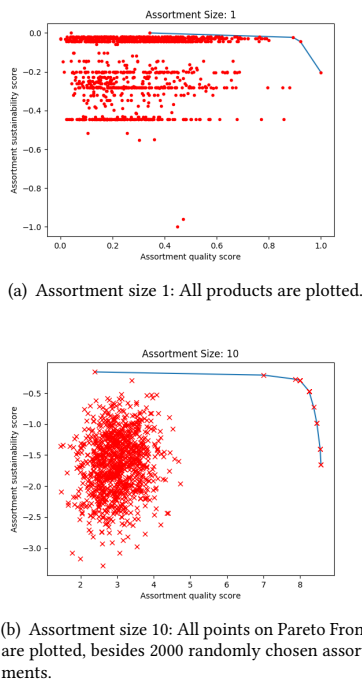 Assortment Size: 1
0.0
−0.2
−0.4
−0.6
−0.8
−1.0
Assortment sustainability score
0.0 0.2 0.4 0.6 0.8 1.0
Assortment quality score
(a) Assortment size 1: All products are plotted.
Assortment Size: 10
−0.5
−1.0
−1.5
−2.0
−2.5
−3.0
Assortment sustainability score
2 3 4 5 6 7 8
Assortment quality score
(b) Assortment size 10: All points on Pareto Fron
are plotted, besides 2000 randomly chosen assor
ments.